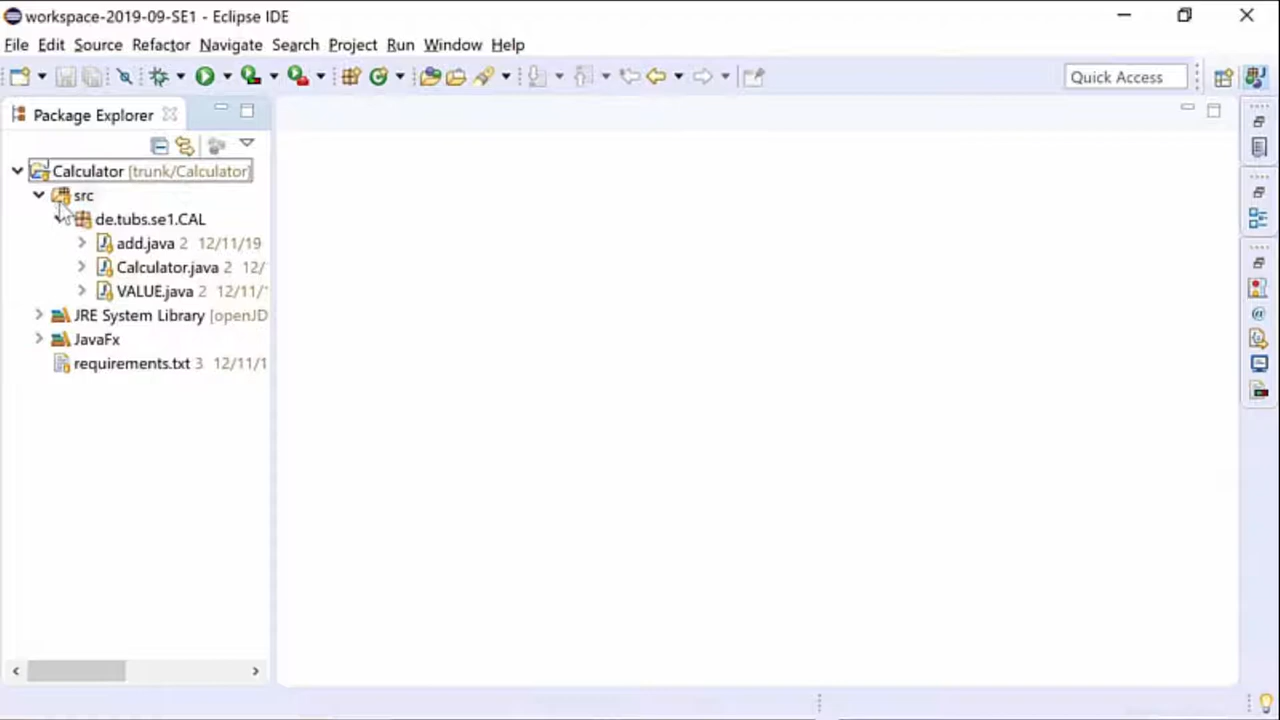 workspace-2019-09-SE1 - Eclipse IDE
File Edit Source Refactor Navigate Search Project Run Window Help
Quick Access
Package Explorer
Calculator [trunk/Calculator]
src
de.tubs.se1.CAL
add.java 2 12/11/19
Calculator.java 2 12/
VALUE.java 2 12/11/
JRE System Library [openJD
JavaFx
requirements.txt 3 12/11/1